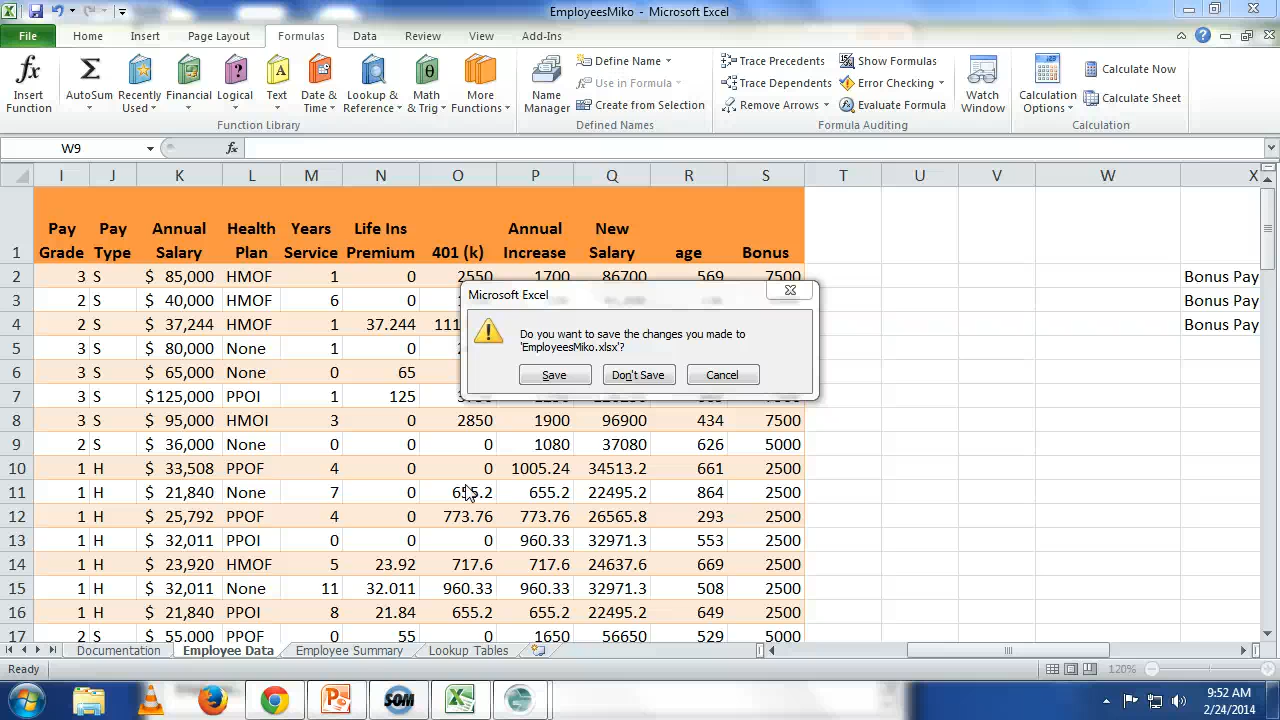 EmployeesMiko - Microsoft Excel
File Home Insert Page Layout Formulas Data Review View Add-Ins
fx Σ A ? θ
Insert Function AutoSum Recently Used Financial Logical Text Date & Time Lookup & Reference Math & Trig More Functions
Function Library
Name Manager
Define Name
Use in Formula
Create from Selection
Defined Names
Trace Precedents
Trace Dependents
Remove Arrows
Show Formulas
Error Checking
Evaluate Formula
Formula Auditing
Watch Window
Calculation Options
Calculate Now
Calculate Sheet
Calculation
W9 fx
I J K L M N O P Q R S T U V W X
1 Pay Grade Pay Type Annual Salary Health Plan Years Service Life Ins Premium 401 (k) Annual Increase New Salary age Bonus
2 3 S $ 85,000 HMOF 1 0 2550 1700 86700 569 7500 Bonus Pay
3 2 S $ 40,000 HMOF 6 0 Bonus Pay
4 2 S $ 37,244 HMOF 1 37.244 Bonus Pay
5 3 S $ 80,000 None 1 0
6 3 S $ 65,000 None 0 65
7 3 S $125,000 PPOI 1 125
8 3 S $ 95,000 HMOI 3 0 2850 1900 96900 434 7500
9 2 S $ 36,000 None 0 0 0 1080 37080 626 5000
10 1 H $ 33,508 PPOF 4 0 0 1005.24 34513.2 661 2500
11 1 H $ 21,840 None 7 0 655.2 655.2 22495.2 864 2500
12 1 H $ 25,792 PPOF 4 0 773.76 773.76 26565.8 293 2500
13 1 H $ 32,011 PPOI 0 0 0 960.33 32971.3 553 2500
14 1 H $ 23,920 HMOF 5 23.92 717.6 717.6 24637.6 669 2500
15 1 H $ 32,011 None 11 32.011 960.33 960.33 32971.3 508 2500
16 1 H $ 21,840 PPOI 8 21.84 655.2 655.2 22495.2 649 2500
17 2 S $ 55,000 PPOF 0 55 0 1650 56650 529 5000
Microsoft Excel
Do you want to save the changes you made to
'EmployeesMiko.xlsx'?
Save Don't Save Cancel
Documentation Employee Data Employee Summary Lookup Tables
Ready 120%
SOM
9:52 AM
2/24/2014